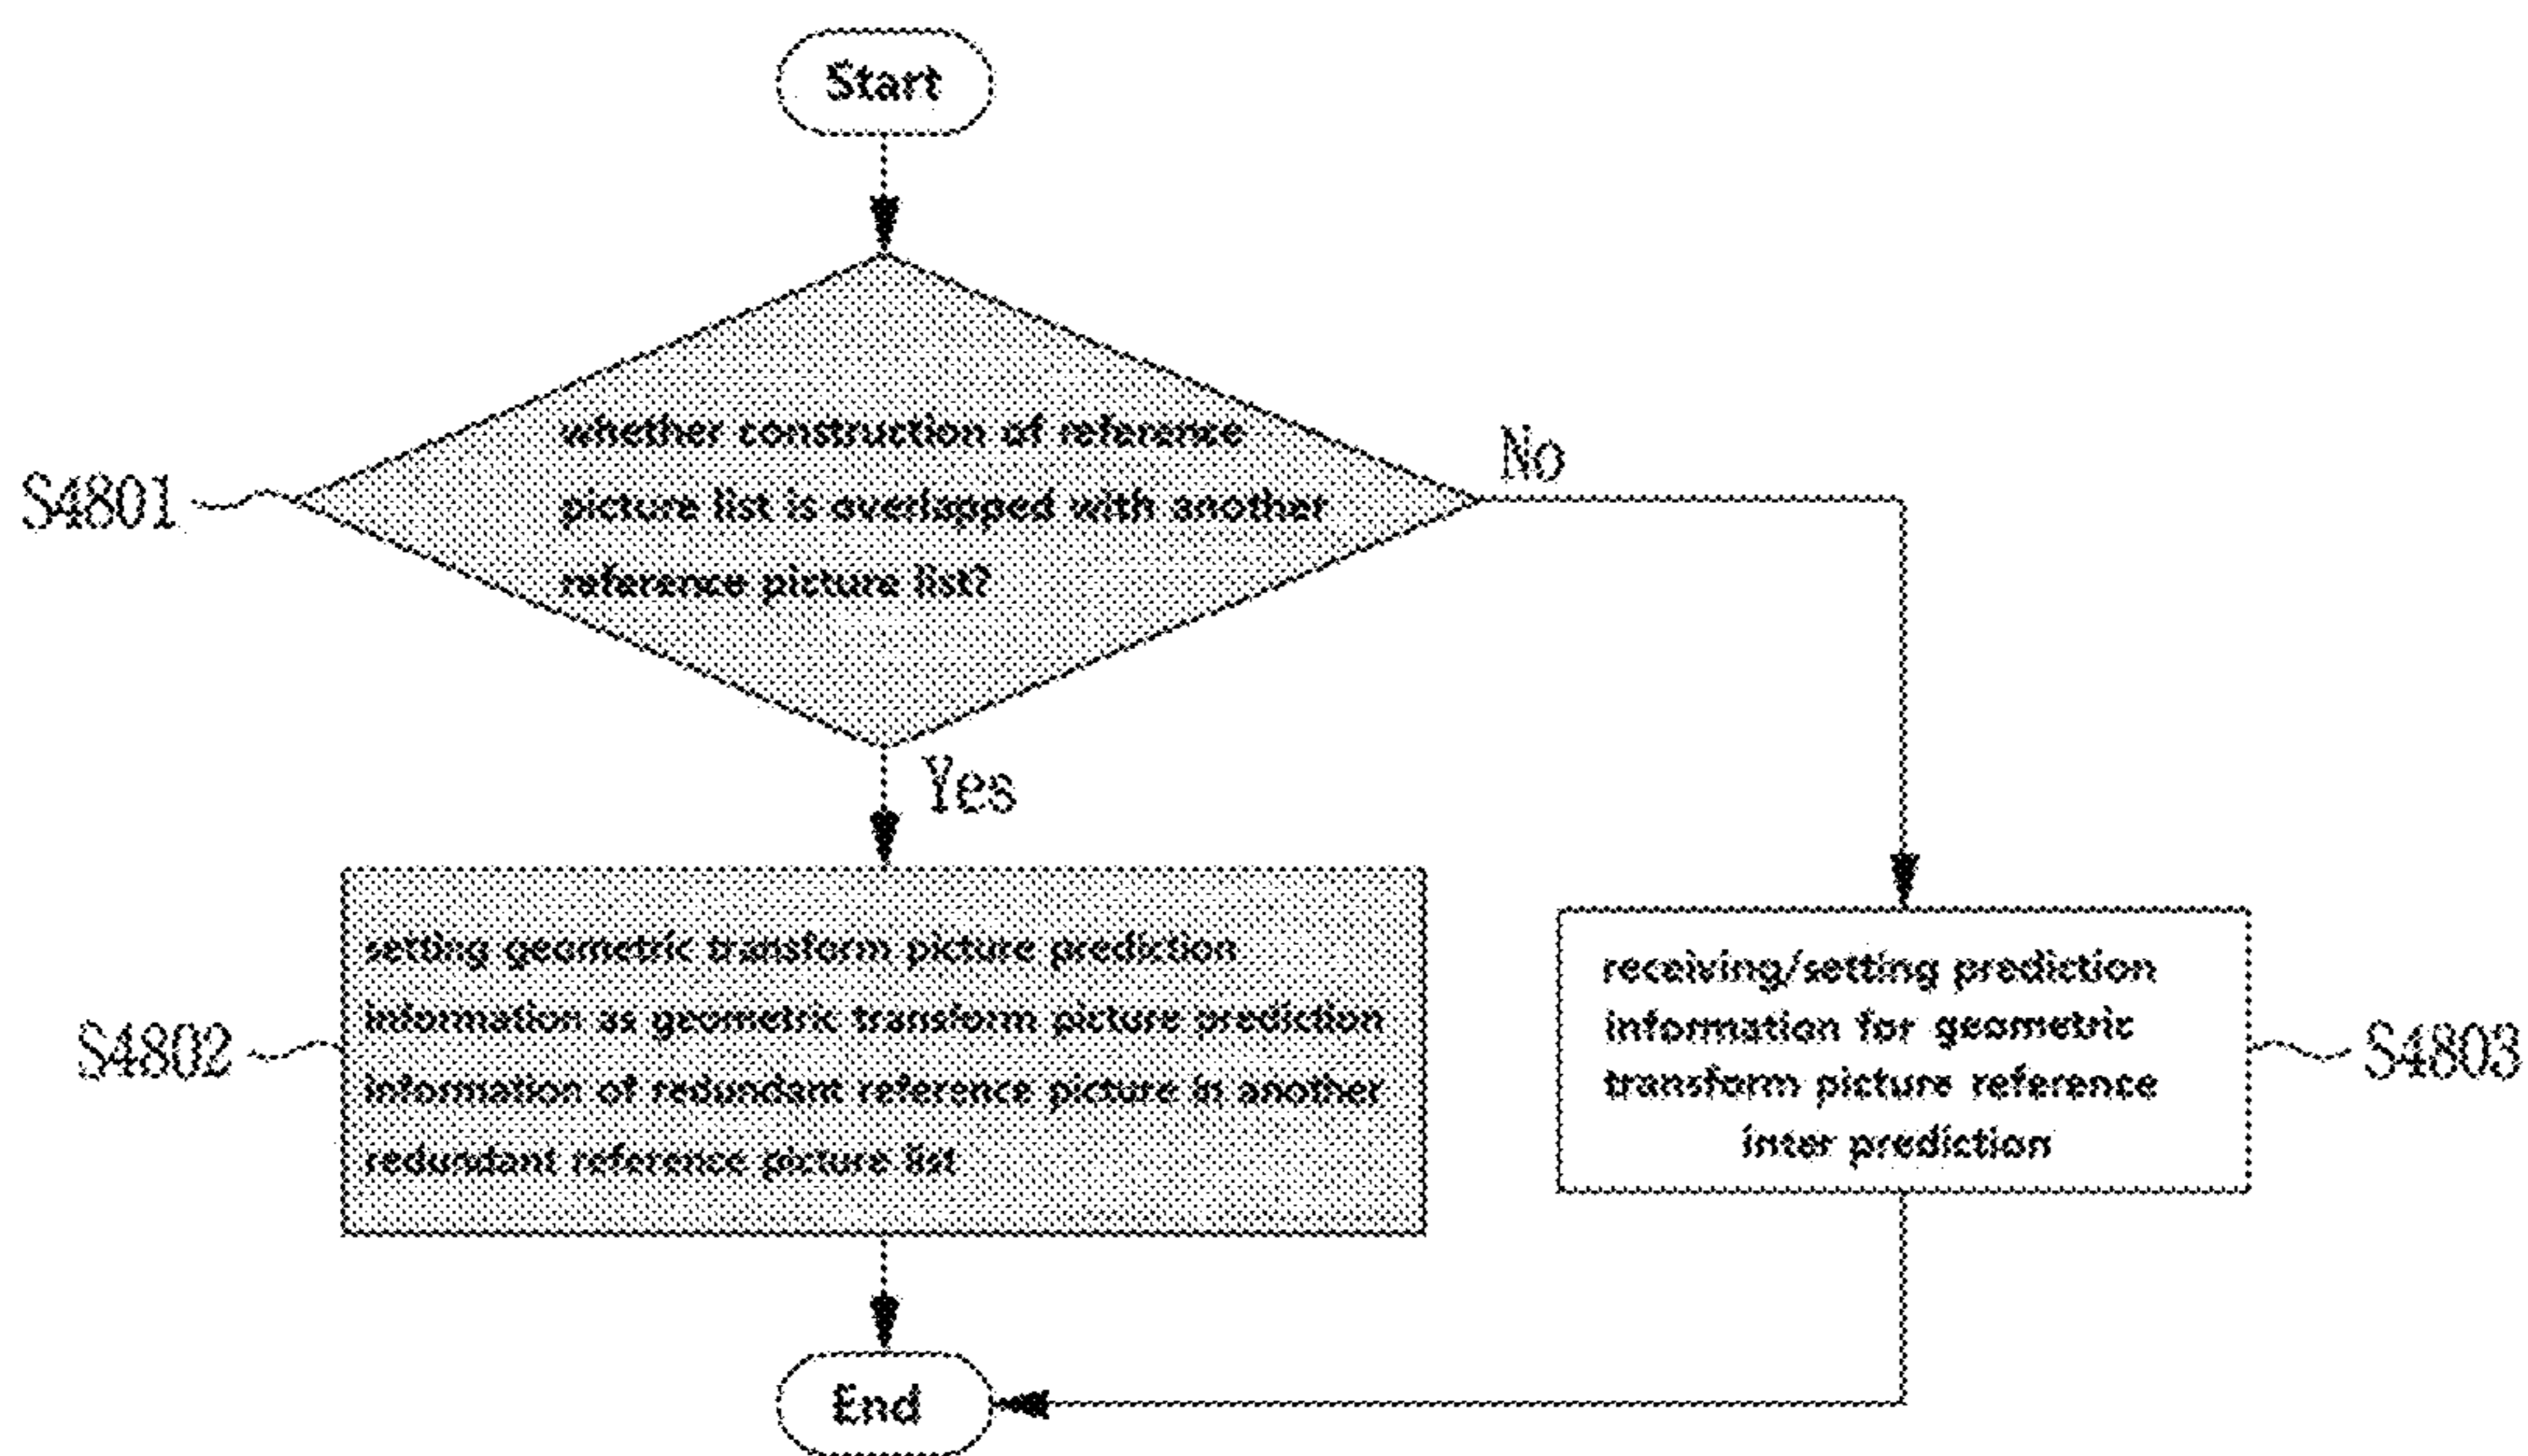 Start
whether construction of reference
picture list is overlapped with another
reference picture list?
S4801
No
Yes
setting geometric transform picture prediction
information as geometric transform picture prediction
information of redundant reference picture in another
redundant reference picture list
S4802
receiving/setting prediction
information for geometric
transform picture reference
inter prediction
S4803
End